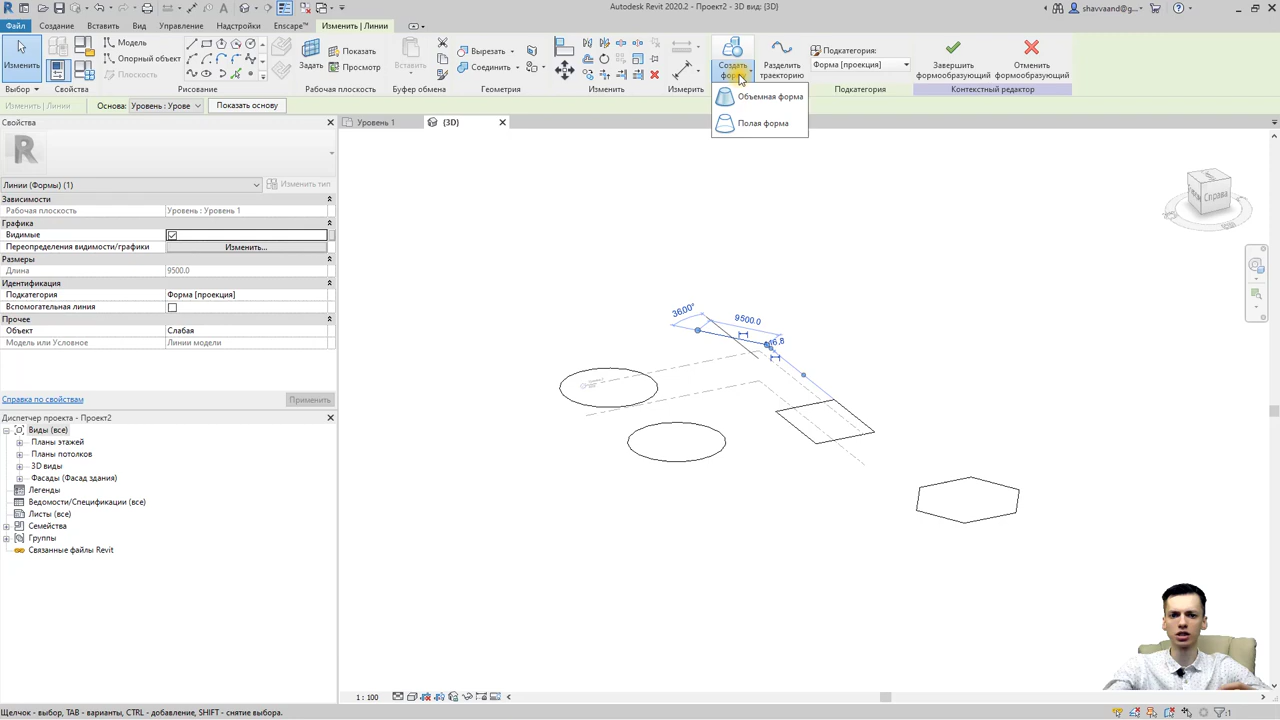 Autodesk Revit 2020.2 - Проект2 - 3D вид: {3D}
shavvaand@g...
Файл Создание Вставить Вид Управление Надстройки Enscape™ Изменить | Линии
Изменить
Модель
Опорный объект
Плоскость
Задать
Показать
Просмотр
Вставить
Вырезать
Соединить
Создать форму
Разделить траекторию
Подкатегория:
Форма [проекция]
Завершить формообразующий
Отменить формообразующий
Выбор Рисование Рабочая плоскость Буфер обмена Геометрия Изменить Измерить Подкатегория Контекстный редактор
Объемная форма
Полая форма
Изменить | Линии Основа: Уровень : Урове Показать основу
Свойства
Уровень 1 {3D}
R
Линии (Формы) (1) Изменить тип
Зависимости
Рабочая плоскость Уровень : Уровень 1
Графика
Видимые
Переопределения видимости/графики Изменить...
Размеры
Длина 9500.0
Идентификация
Подкатегория Форма [проекция]
Вспомогательная линия
Прочее
Объект Слабая
Модель или Условное Линии модели
Справка по свойствам Применить
Диспетчер проекта - Проект2
Виды (все)
Планы этажей
Планы потолков
3D виды
Фасады (Фасад здания)
Легенды
Ведомости/Спецификации (все)
Листы (все)
Семейства
Группы
Связанные файлы Revit
Справа
36.00°
9500.0
1 : 100
Щелчок - выбор, TAB - варианты, CTRL - добавление, SHIFT - снятие выбора.
:1